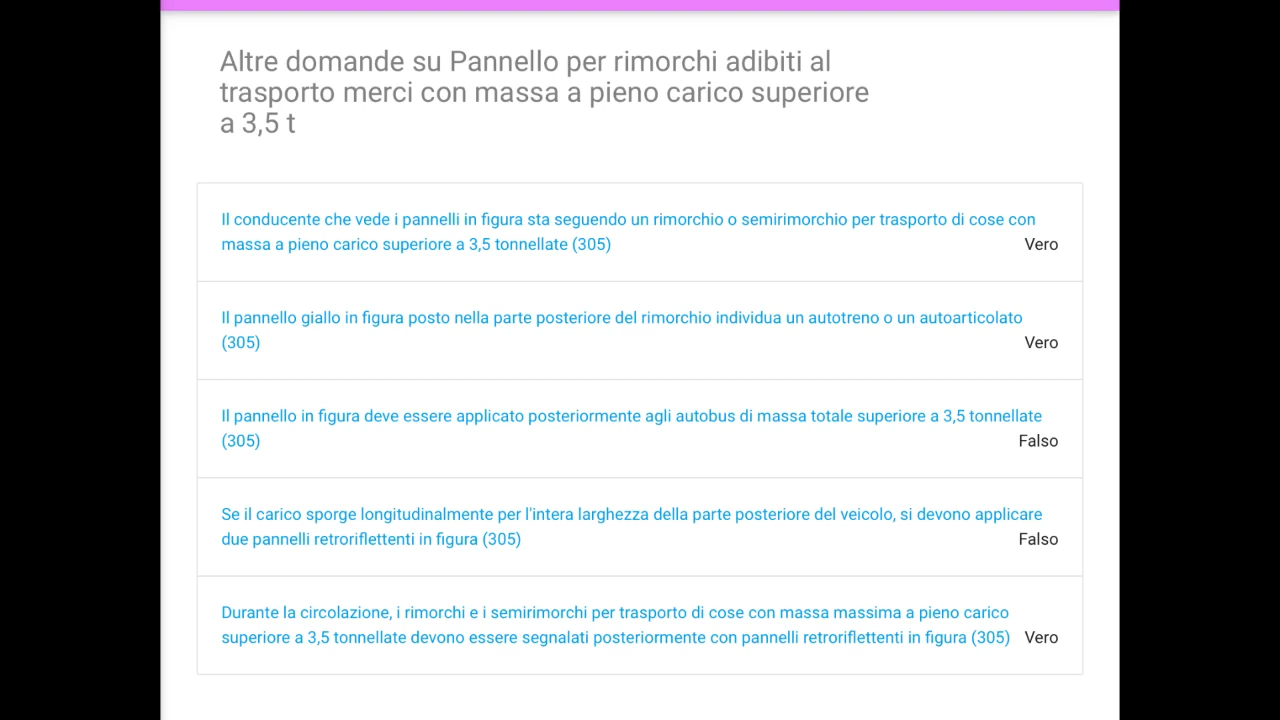 Altre domande su Pannello per rimorchi adibiti al
trasporto merci con massa a pieno carico superiore
a 3,5 t
Il conducente che vede i pannelli in figura sta seguendo un rimorchio o semirimorchio per trasporto di cose con
massa a pieno carico superiore a 3,5 tonnellate (305) Vero
Il pannello giallo in figura posto nella parte posteriore del rimorchio individua un autotreno o un autoarticolato
(305) Vero
Il pannello in figura deve essere applicato posteriormente agli autobus di massa totale superiore a 3,5 tonnellate
(305) Falso
Se il carico sporge longitudinalmente per l'intera larghezza della parte posteriore del veicolo, si devono applicare
due pannelli retroriflettenti in figura (305) Falso
Durante la circolazione, i rimorchi e i semirimorchi per trasporto di cose con massa massima a pieno carico
superiore a 3,5 tonnellate devono essere segnalati posteriormente con pannelli retroriflettenti in figura (305) Vero